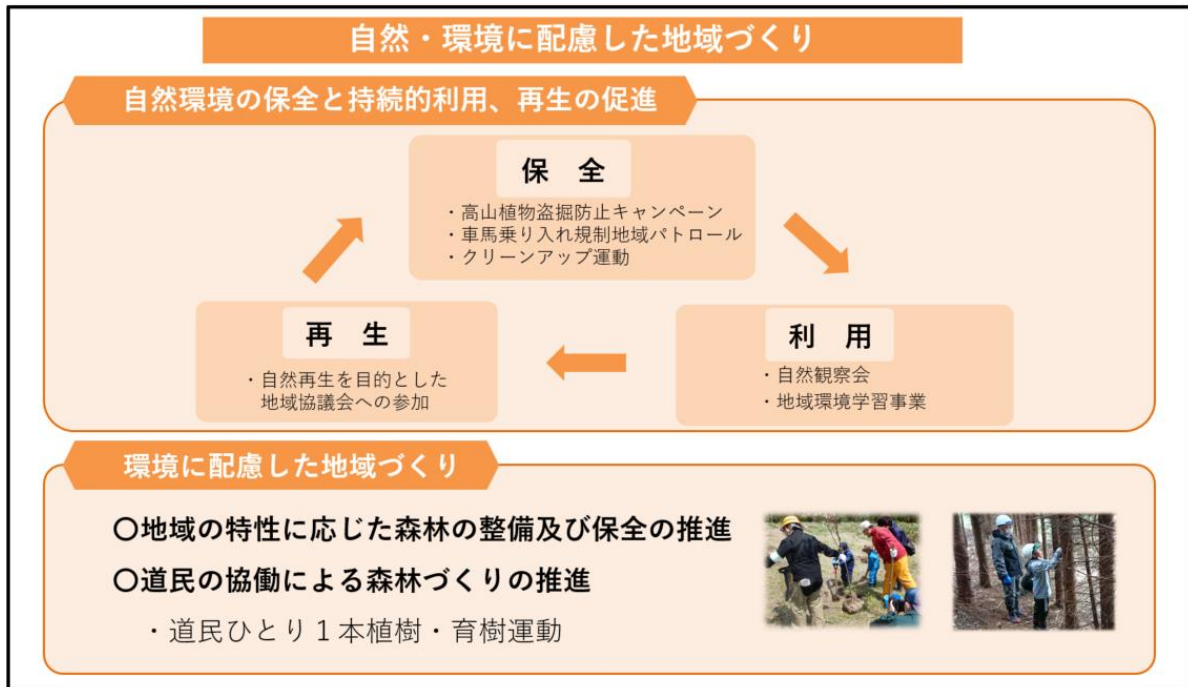 自然・環境に配慮した地域づくり
自然環境の保全と持続的利用、再生の促進
保 全
・高山植物盗掘防止キャンペーン
・車馬乗り入れ規制地域パトロール
・クリーンアップ運動
再 生
・自然再生を目的とした
地域協議会への参加
利 用
・自然観察会
・地域環境学習事業
環境に配慮した地域づくり
〇地域の特性に応じた森林の整備及び保全の推進
〇道民の協働による森林づくりの推進
・道民ひとり１本植樹・育樹運動